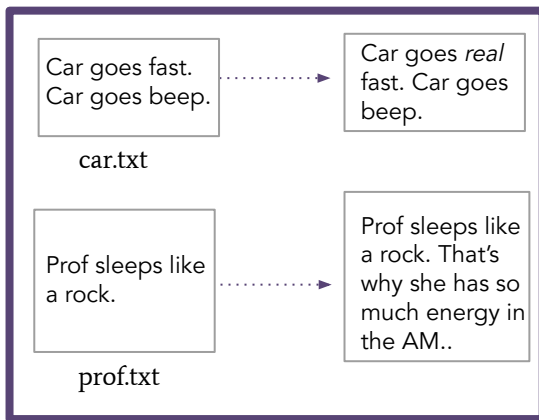 Car goes fast.
Car goes beep.
car.txt
Car goes real
fast. Car goes
beep.
Prof sleeps like
a rock.
prof.txt
Prof sleeps like
a rock. That’s
why she has so
much energy in
the AM..